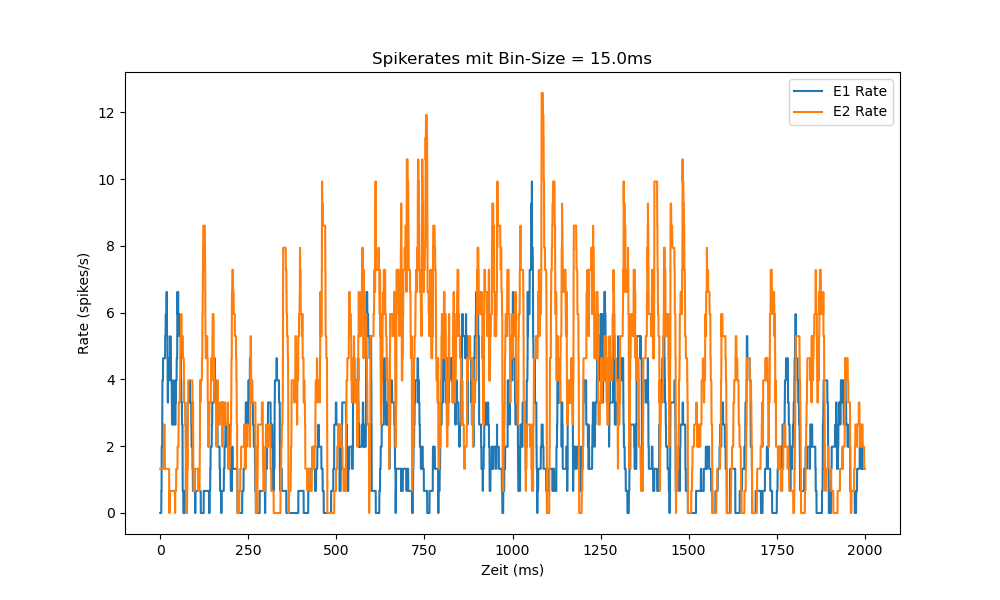 Spikerates mit Bin-Size = 15.0ms
E1 Rate
E2 Rate
12
10
8
6
4
2
0
Rate (spikes/s)
0 250 500 750 1000 1250 1500 1750 2000
Zeit (ms)